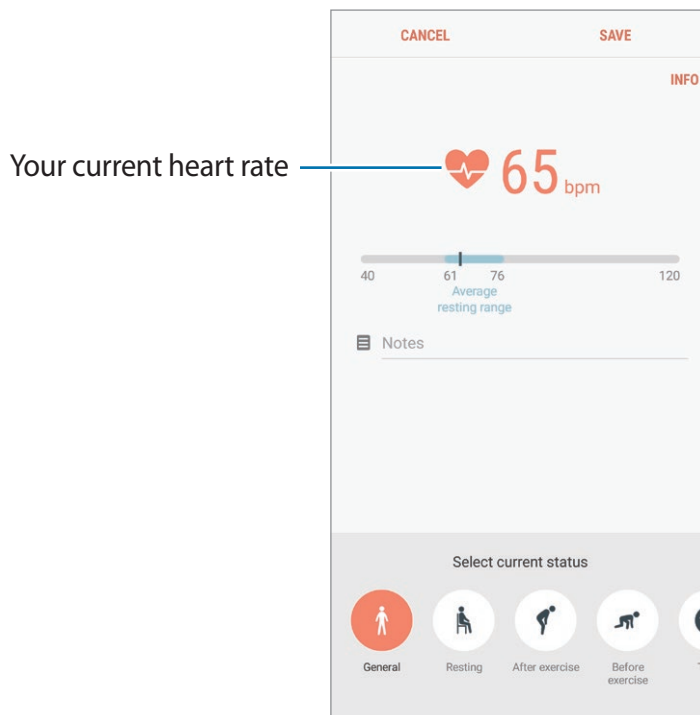 CANCEL SAVE
INFO
Your current heart rate
65 bpm
40 61 76 120
Average
resting range
Notes
Select current status
General Resting After exercise Before
exercise